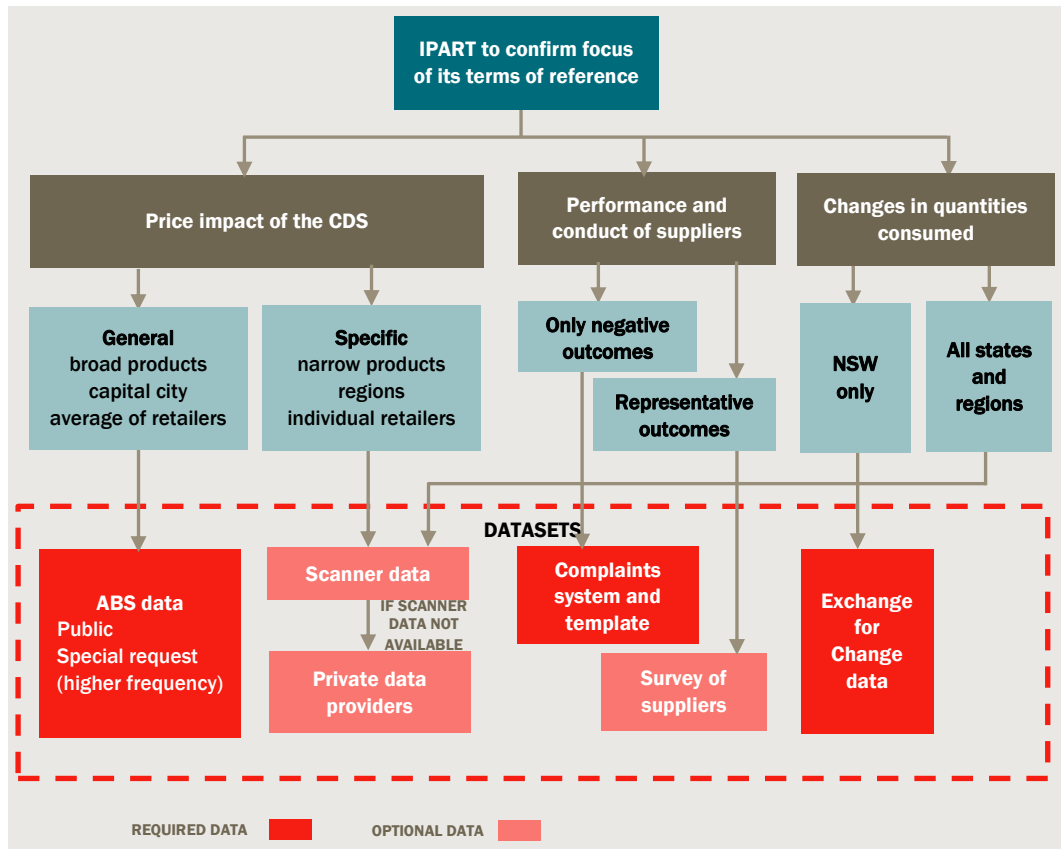 IPART to confirm focus
of its terms of reference
Price impact of the CDS
Performance and
conduct of suppliers
Changes in quantities
consumed
General
broad products
capital city
average of retailers
Specific
narrow products
regions
individual retailers
Only negative
outcomes
Representative
outcomes
NSW
only
All states
and
regions
DATASETS
ABS data
Public
Special request
(higher frequency)
Scanner data
IF SCANNER
DATA NOT
AVAILABLE
Private data
providers
Complaints
system and
template
Survey of
suppliers
Exchange
for
Change
data
REQUIRED DATA
OPTIONAL DATA